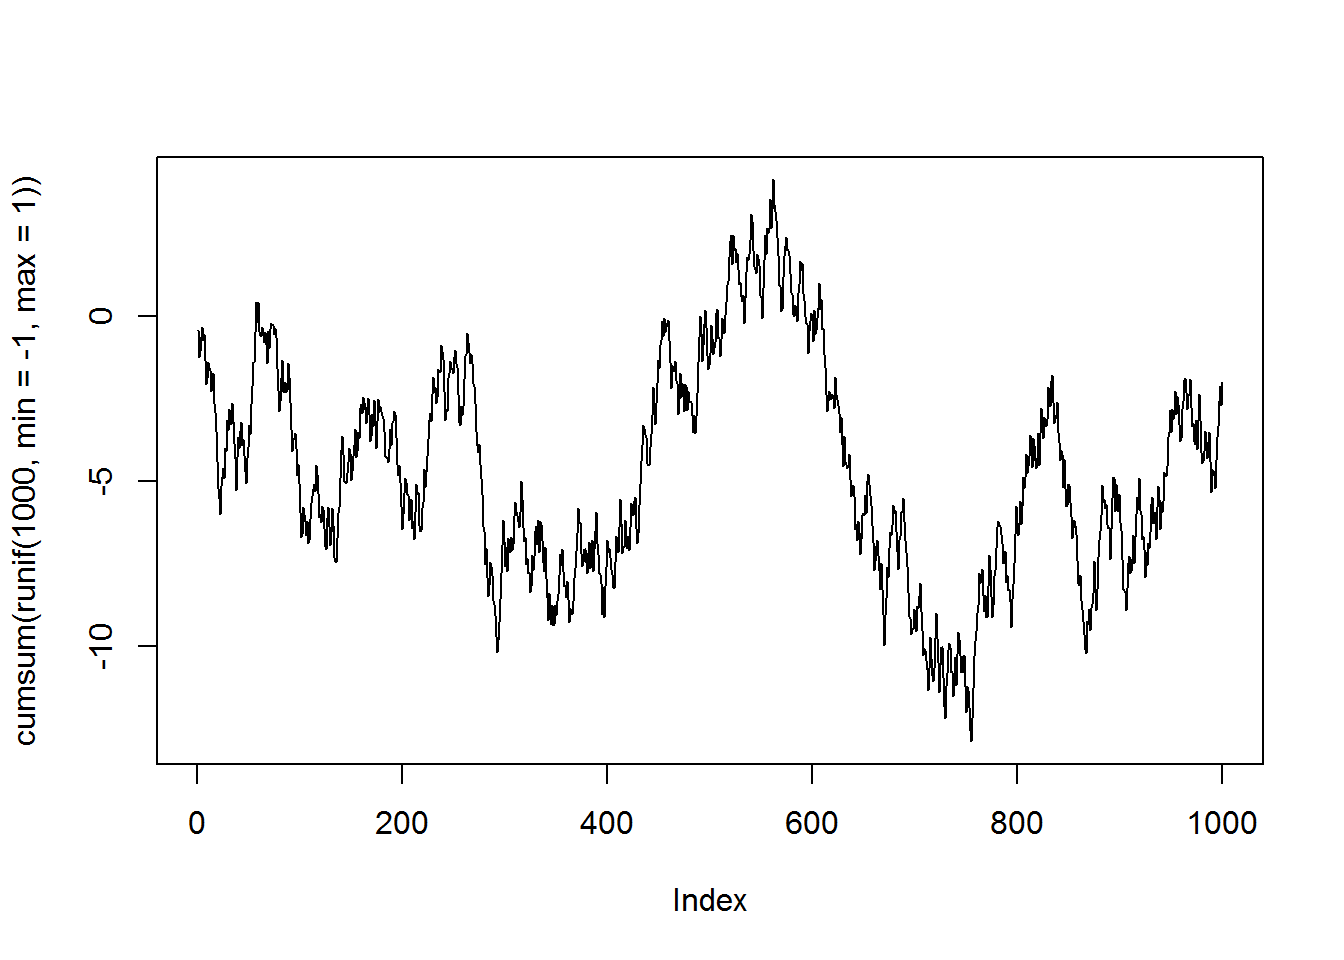 cumsum(runif(1000, min = -1, max = 1))
0
-5
-10
0 200 400 600 800 1000
Index